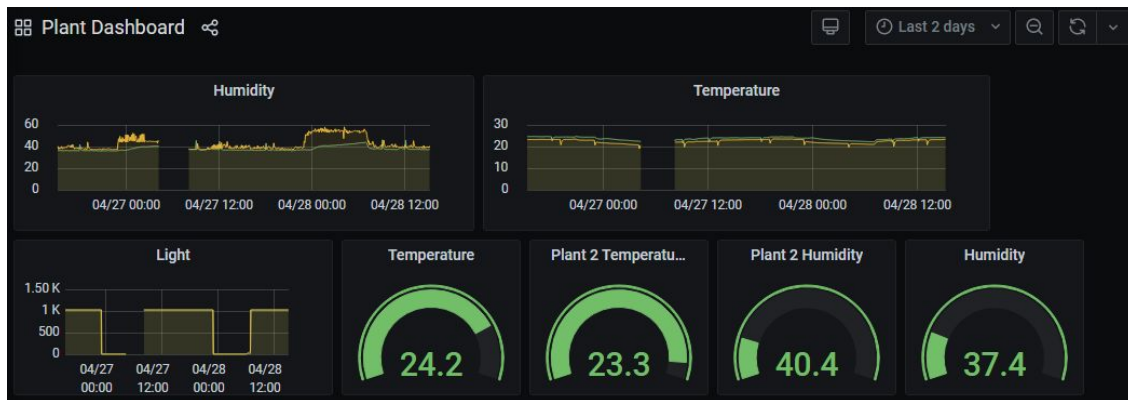 Plant Dashboard
Last 2 days
Humidity
60
40
20
0
04/27 00:00 04/27 12:00 04/28 00:00 04/28 12:00
Temperature
30
20
10
0
04/27 00:00 04/27 12:00 04/28 00:00 04/28 12:00
Light
1.50 K
1 K
500
0
04/27 04/27 04/28 04/28
00:00 12:00 00:00 12:00
Temperature
24.2
Plant 2 Temperatu...
23.3
Plant 2 Humidity
40.4
Humidity
37.4